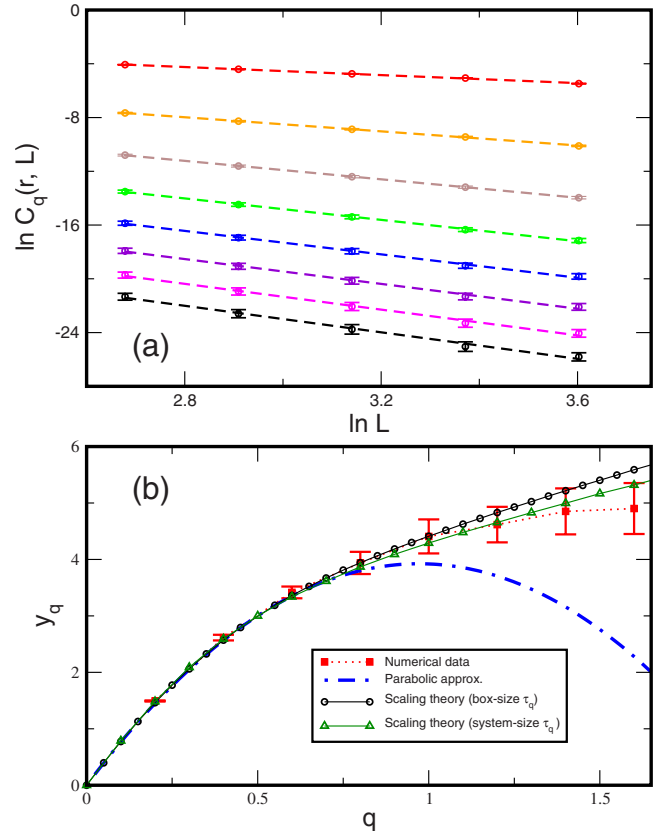 0
-8
-16
-24
ln C_q(r, L)
(a)
2.8
3.2
3.6
ln L
6
4
2
0
y_q
(b)
Numerical data
Parabolic approx.
Scaling theory (box-size τ_q)
Scaling theory (system-size τ_q)
0
0.5
1
1.5
q